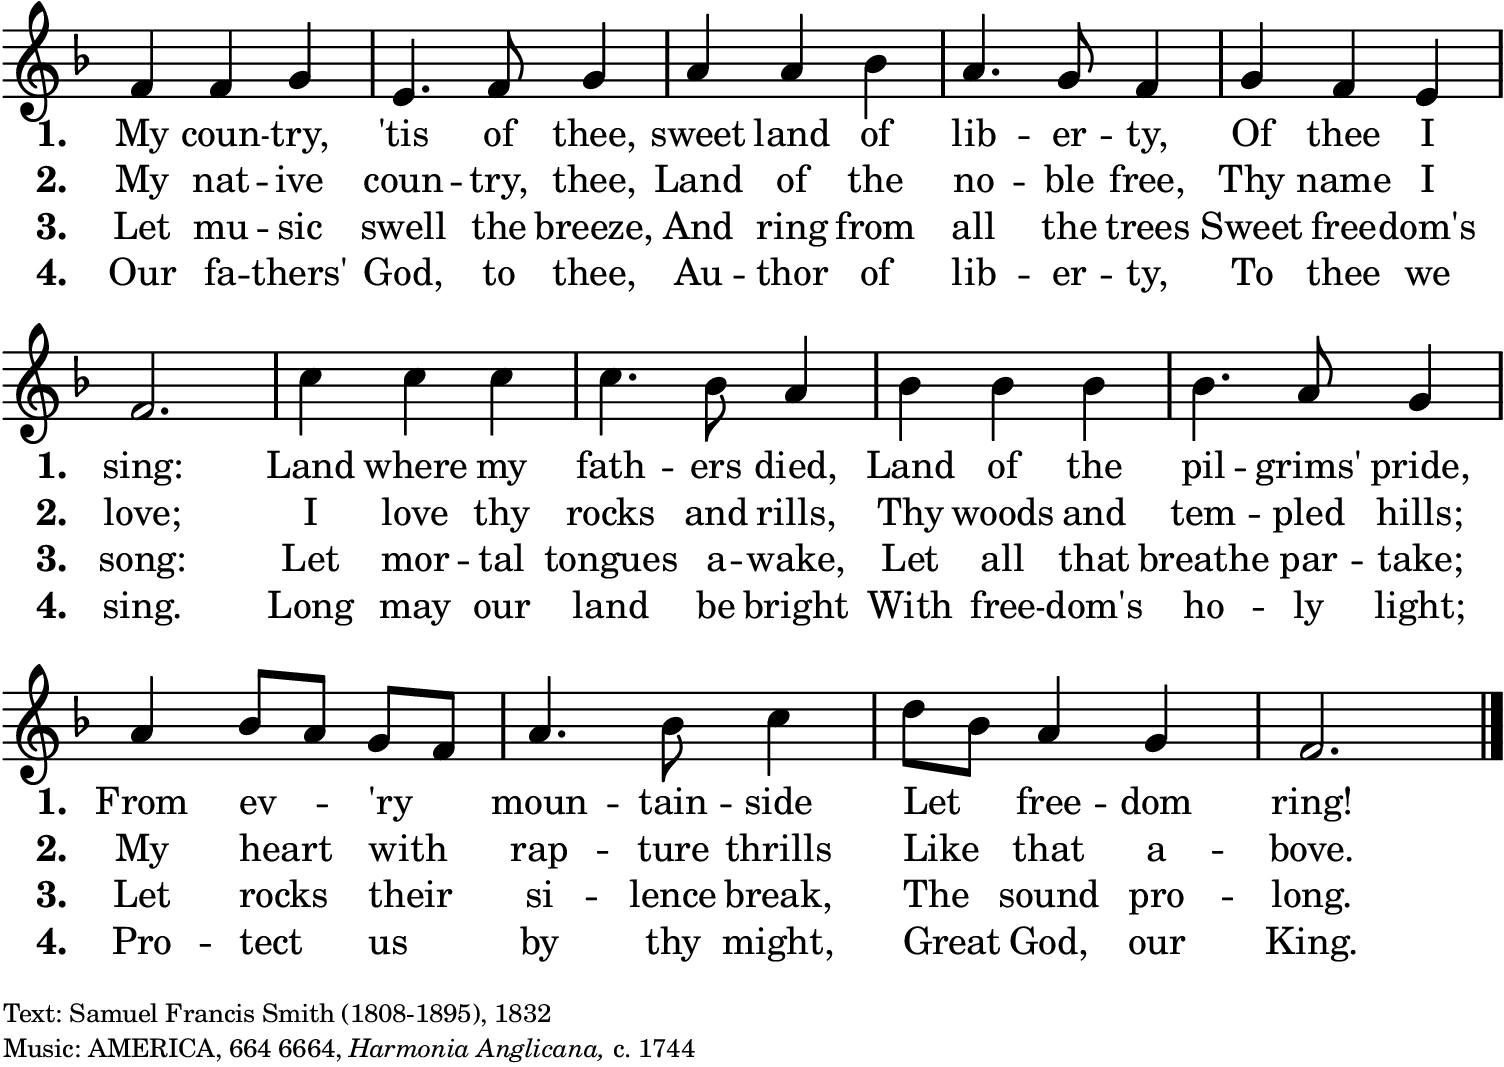 1. My coun -- try, 'tis of thee, sweet land of lib -- er -- ty, Of thee I
2. My nat -- ive coun -- try, thee, Land of the no -- ble free, Thy name I
3. Let mu -- sic swell the breeze, And ring from all the trees Sweet free -- dom's
4. Our fa -- thers' God, to thee, Au -- thor of lib -- er -- ty, To thee we
1. sing: Land where my fath -- ers died, Land of the pil -- grims' pride,
2. love; I love thy rocks and rills, Thy woods and tem -- pled hills;
3. song: Let mor -- tal tongues a -- wake, Let all that breathe par -- take;
4. sing. Long may our land be bright With free -- dom's ho -- ly light;
1. From ev -- 'ry moun -- tain -- side Let free -- dom ring!
2. My heart with rap -- ture thrills Like that a -- bove.
3. Let rocks their si -- lence break, The sound pro -- long.
4. Pro -- tect us by thy might, Great God, our King.
Text: Samuel Francis Smith (1808-1895), 1832
Music: AMERICA, 664 6664, Harmonia Anglicana, c. 1744